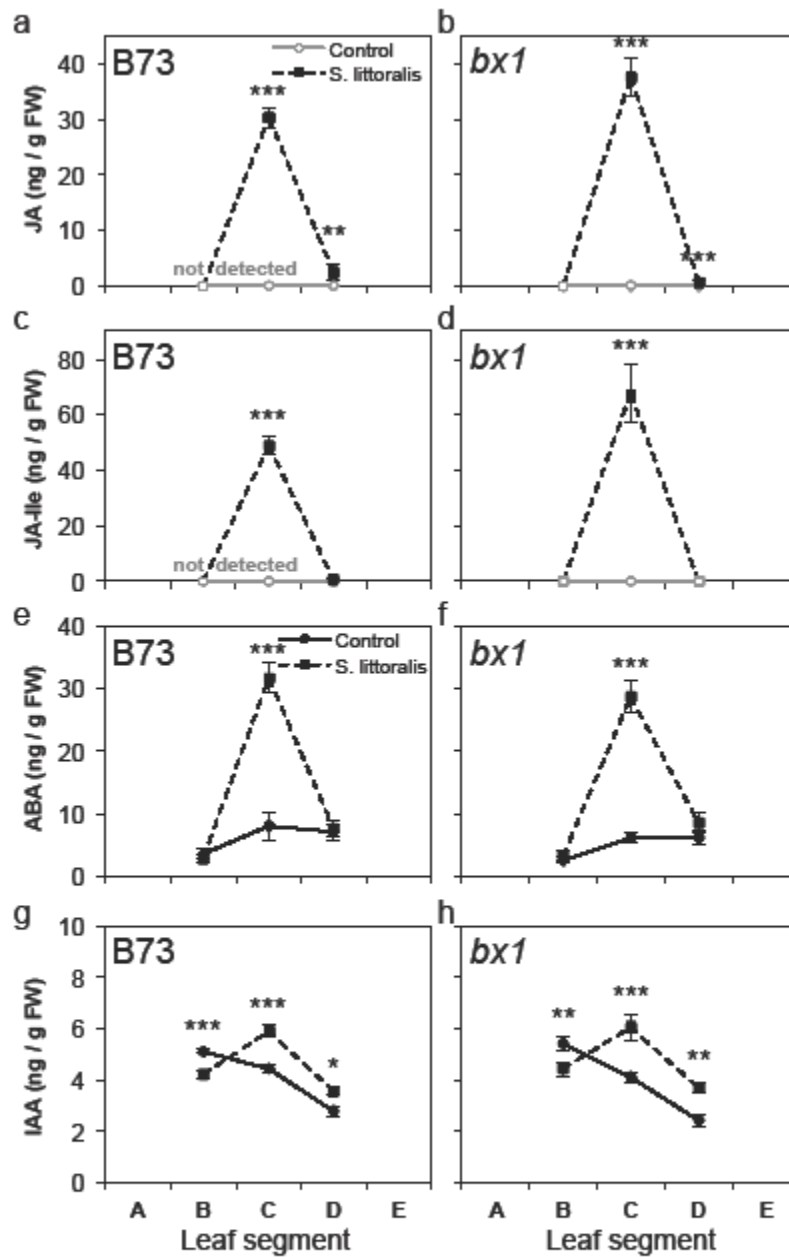 a
B73
Control
S. littoralis
40
30
20
10
0
JA (ng / g FW)
***
**
not detected
b
bx1
***
***
c
B73
80
60
40
20
0
JA-Ile (ng / g FW)
***
not detected
d
bx1
***
e
B73
Control
S. littoralis
40
30
20
10
0
ABA (ng / g FW)
***
f
bx1
***
g
B73
10
8
6
4
2
0
IAA (ng / g FW)
***
***
*
A B C D E
Leaf segment
h
bx1
**
***
**
A B C D E
Leaf segment